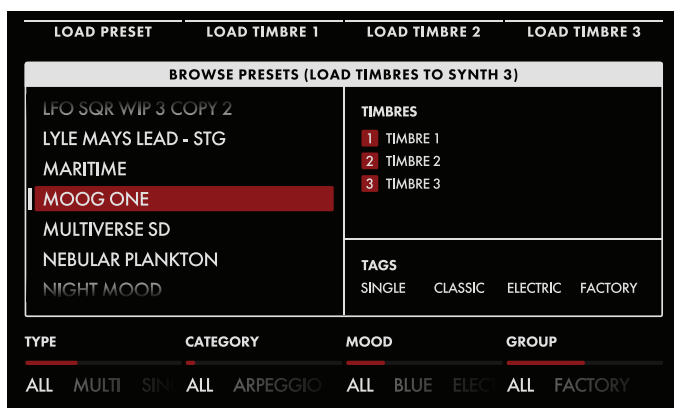 LOAD PRESET LOAD TIMBRE 1 LOAD TIMBRE 2 LOAD TIMBRE 3
BROWSE PRESETS (LOAD TIMBRES TO SYNTH 3)
LFO SQR WIP 3 COPY 2
LYLE MAYS LEAD - STG
MARITIME
MOOG ONE
MULTIVERSE SD
NEBULAR PLANKTON
NIGHT MOOD
TIMBRES
1 TIMBRE 1
2 TIMBRE 2
3 TIMBRE 3
TAGS
SINGLE CLASSIC ELECTRIC FACTORY
TYPE CATEGORY MOOD GROUP
ALL MULTI SIN ALL ARPEGGIO ALL BLUE ELECT ALL FACTORY